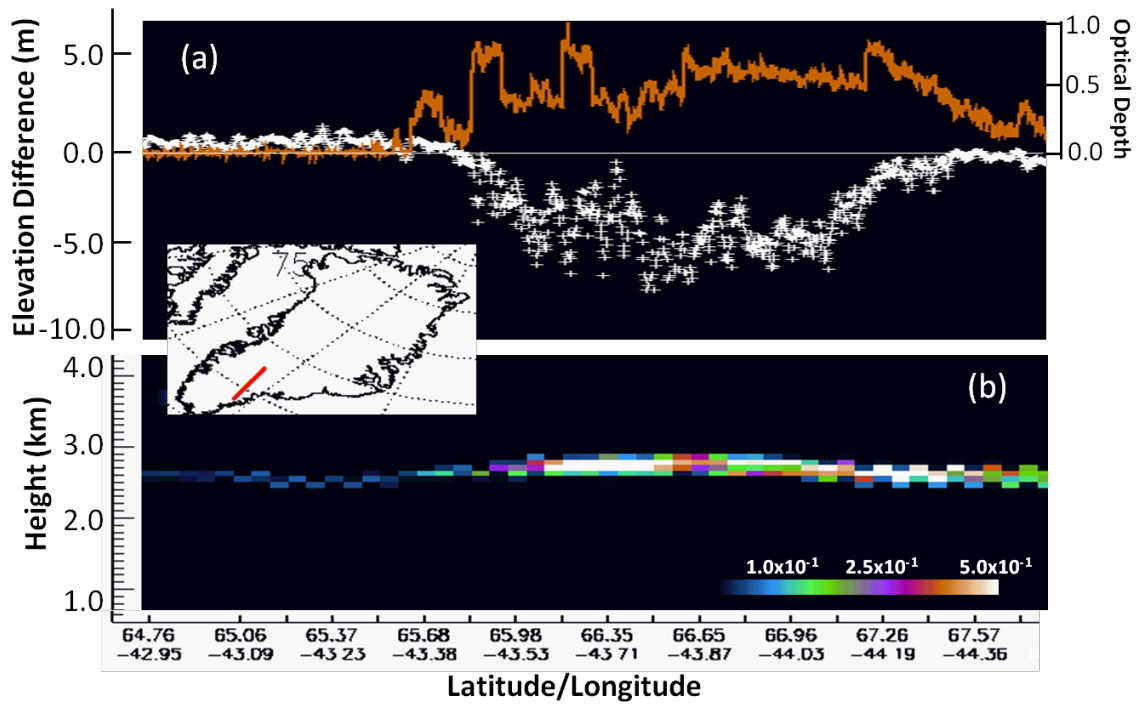 (a)
5.0
0.0
-5.0
-10.0
Elevation Difference (m)
1.0
0.5
0.0
Optical Depth
75
(b)
4.0
3.0
2.0
1.0
Height (km)
1.0x10⁻¹ 2.5x10⁻¹ 5.0x10⁻¹
64.76 65.06 65.37 65.68 65.98 66.35 66.65 66.96 67.26 67.57
-42.95 -43.09 -43.23 -43.38 -43.53 -43.71 -43.87 -44.03 -44.19 -44.36
Latitude/Longitude